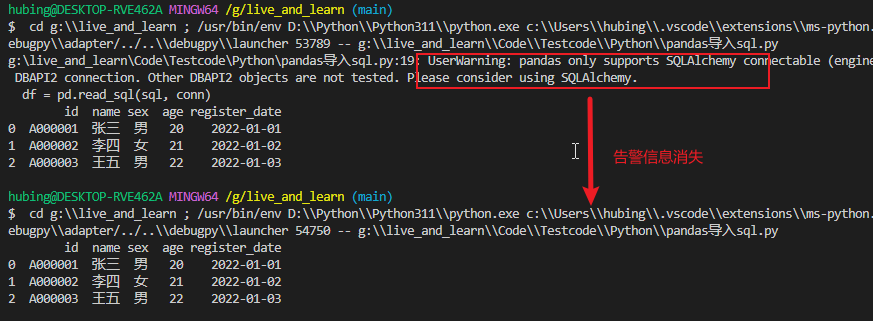 hubing@DESKTOP-RVE462A MINGW64 /g/live_and_learn (main)
$ cd g:\\live_and_learn ; /usr/bin/env D:\\Python\\Python311\\python.exe c:\\Users\\hubing\\.vscode\\extensions\\ms-python.
ebugpy\\adapter/../..\\debugpy\\launcher 53789 -- g:\\live_and_learn\\Code\\Testcode\\Python\\pandas导入sql.py
g:\live_and_learn\Code\Testcode\Python\pandas导入sql.py:19: UserWarning: pandas only supports SQLAlchemy connectable (engine
DBAPI2 connection. Other DBAPI2 objects are not tested. Please consider using SQLAlchemy.
df = pd.read_sql(sql, conn)
id name sex age register_date
0 A000001 张三 男 20 2022-01-01
1 A000002 李四 女 21 2022-01-02
2 A000003 王五 男 22 2022-01-03
告警信息消失
hubing@DESKTOP-RVE462A MINGW64 /g/live_and_learn (main)
$ cd g:\\live_and_learn ; /usr/bin/env D:\\Python\\Python311\\python.exe c:\\Users\\hubing\\.vscode\\extensions\\ms-python.
ebugpy\\adapter/../..\\debugpy\\launcher 54750 -- g:\\live_and_learn\\Code\\Testcode\\Python\\pandas导入sql.py
id name sex age register_date
0 A000001 张三 男 20 2022-01-01
1 A000002 李四 女 21 2022-01-02
2 A000003 王五 男 22 2022-01-03